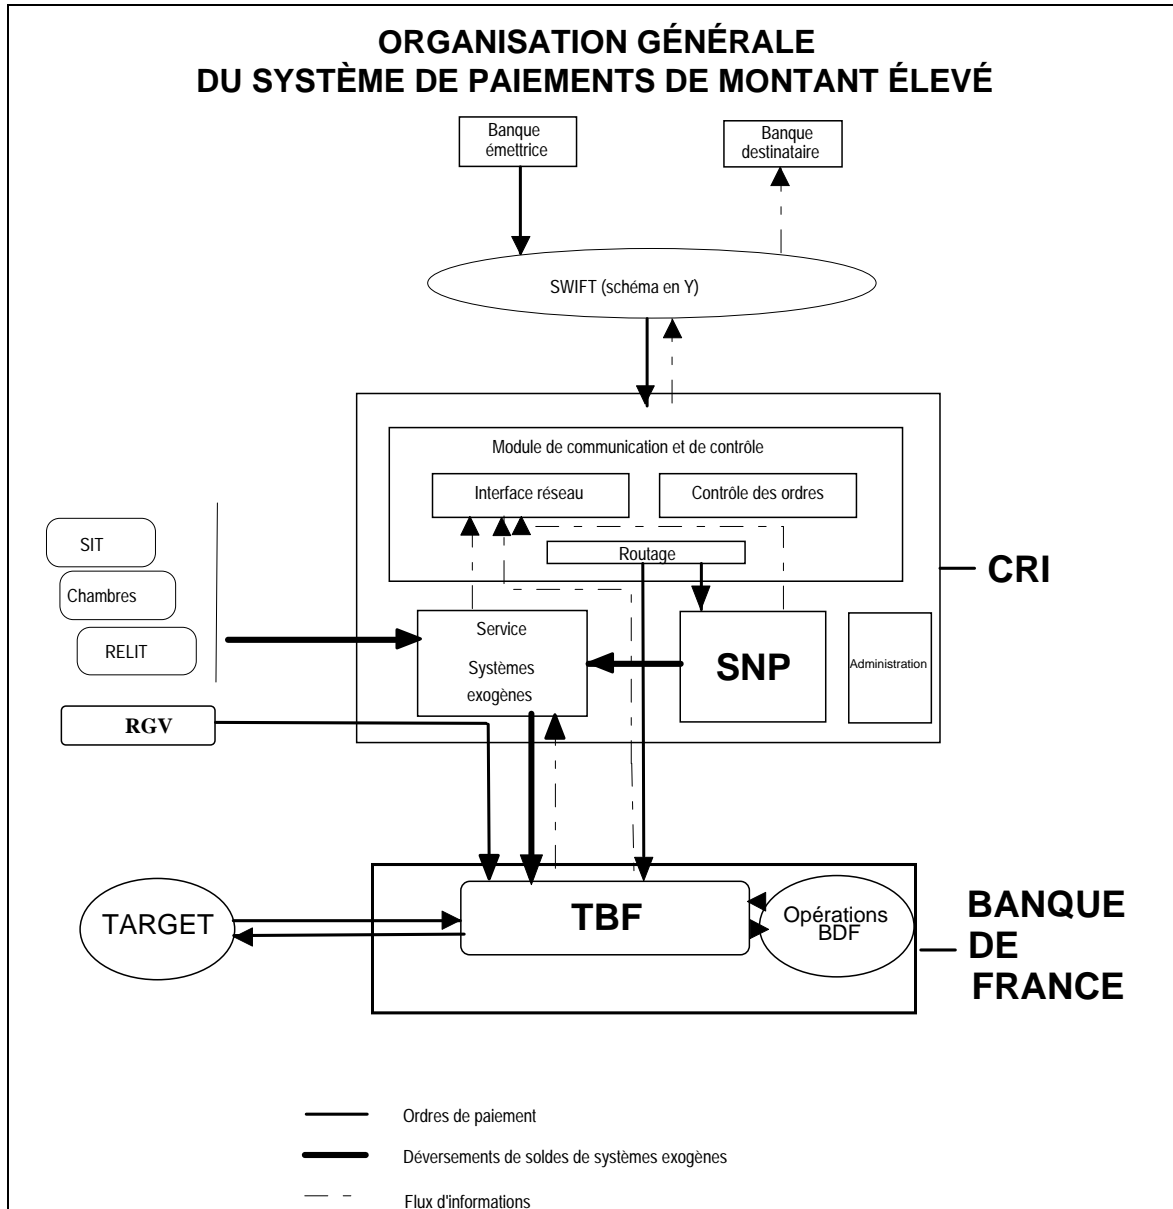 ORGANISATION GÉNÉRALE
DU SYSTÈME DE PAIEMENTS DE MONTANT ÉLEVÉ
Banque
émettrice
Banque
destinataire
SWIFT (schéma en Y)
Module de communication et de contrôle
Interface réseau
Contrôle des ordres
Routage
SIT
Chambres
RELIT
RGV
Service
Systèmes
exogènes
SNP
Administration
CRI
TARGET
TBF
Opérations
BDF
BANQUE
DE
FRANCE
Ordres de paiement
Déversements de soldes de systèmes exogènes
Flux d'informations